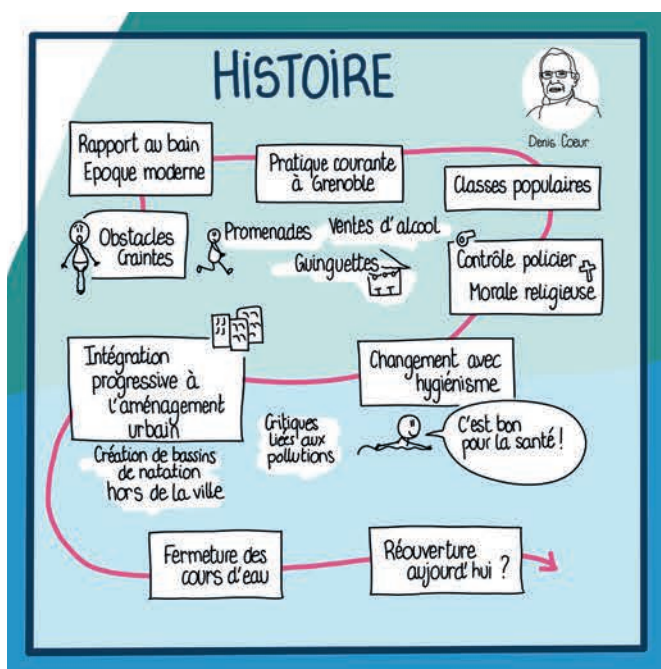 HISTOIRE
Denis Coeur
Rapport au bain
Epoque moderne
Pratique courante
à Grenoble
Classes populaires
Obstacles
Craintes
Promenades
Ventes d'alcool
Guinguettes
Contrôle policier
Morale religieuse
Changement avec
hygiénisme
C'est bon
pour la santé !
Intégration
progressive à
l'aménagement
urbain
Critiques
liées aux
pollutions
Création de bassins
de natation
hors de la ville
Fermeture des
cours d'eau
Réouverture
aujourd'hui ?